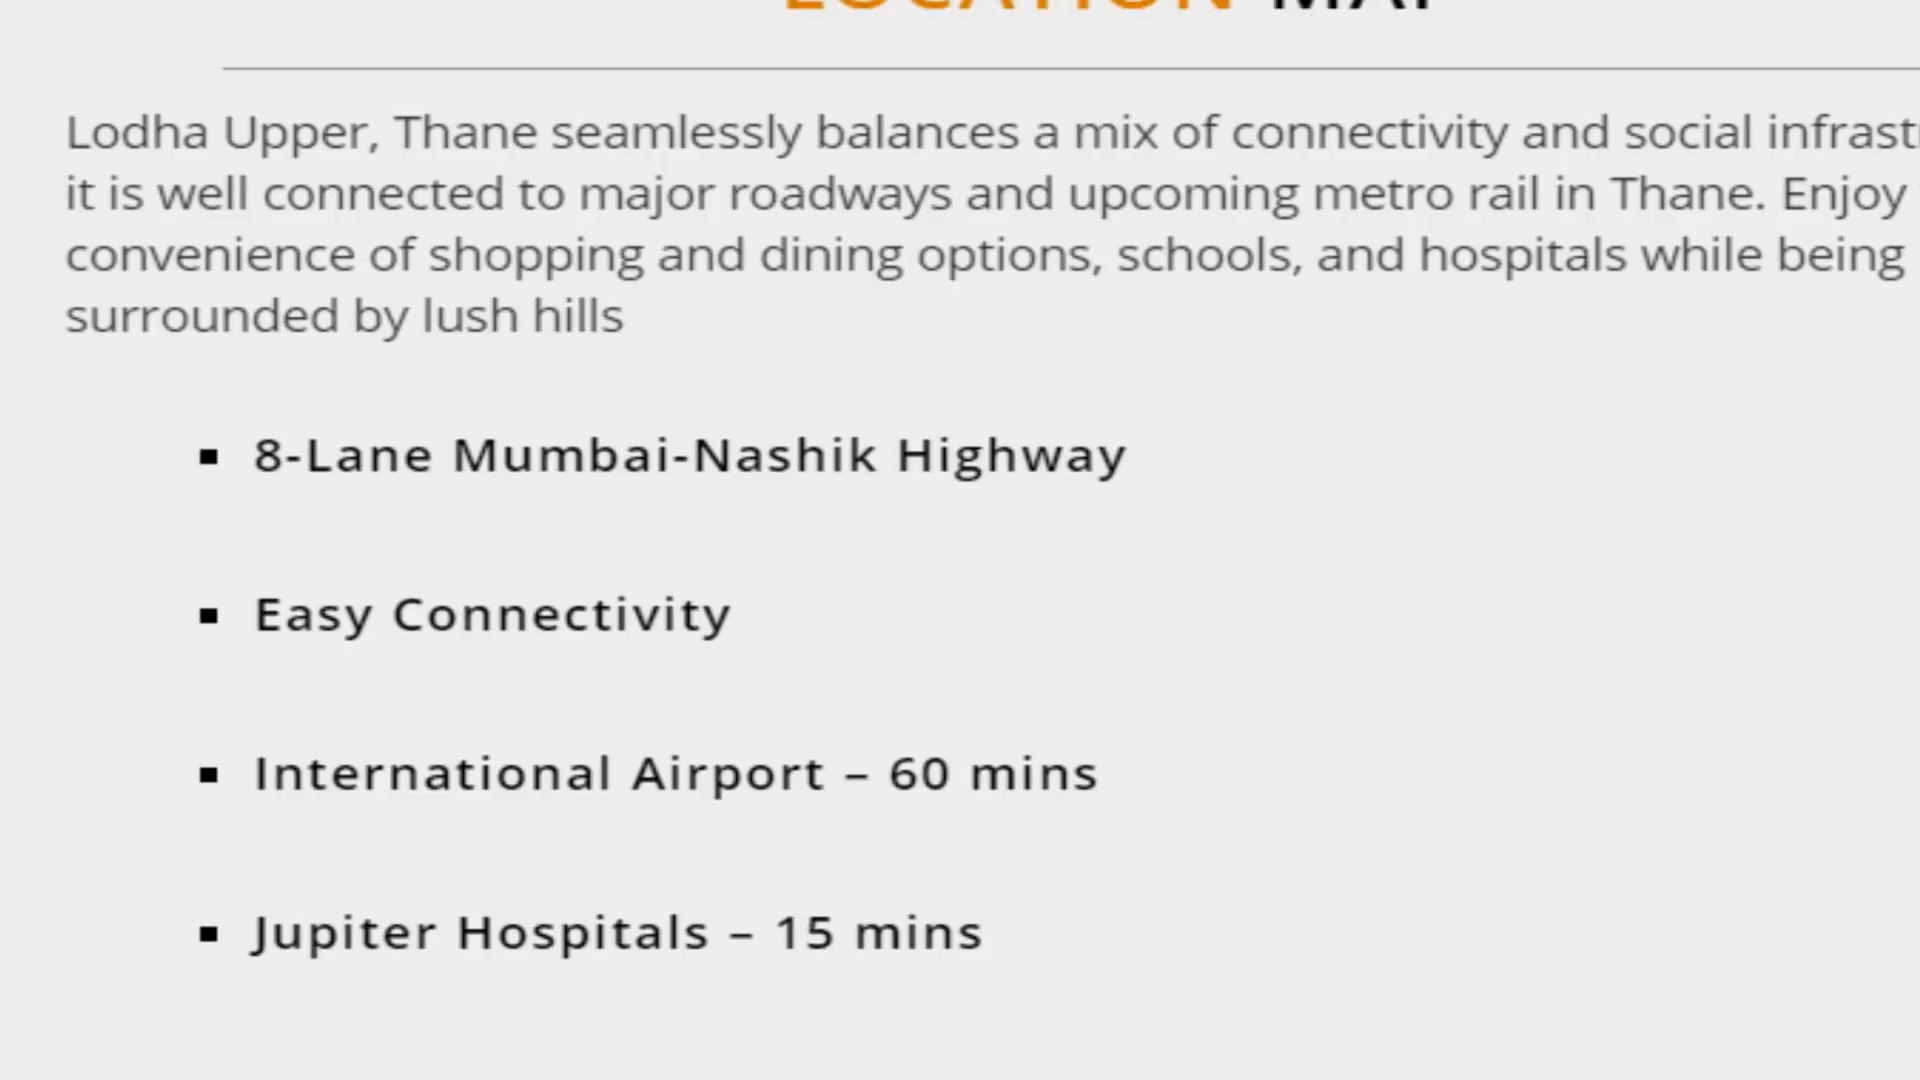 LOCATION MAP
Lodha Upper, Thane seamlessly balances a mix of connectivity and social
it is well connected to major roadways and upcoming metro rail in Thane. Enjoy
convenience of shopping and dining options, schools, and hospitals while being
surrounded by lush hills
▪ 8-Lane Mumbai-Nashik Highway
▪ Easy Connectivity
▪ International Airport – 60 mins
▪ Jupiter Hospitals – 15 mins